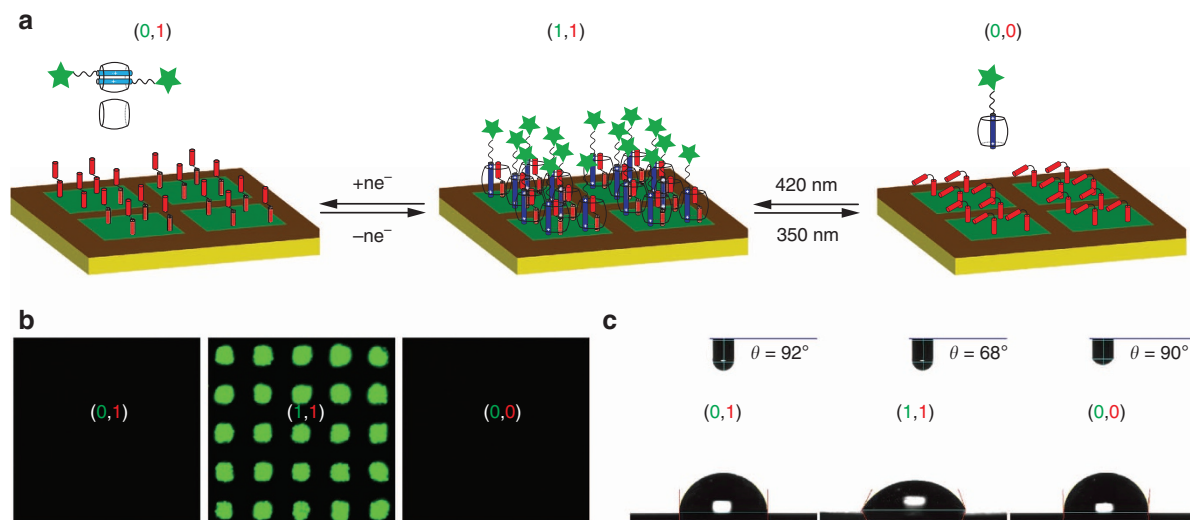 a
(0,1)
(1,1)
(0,0)
+ne⁻
–ne⁻
420 nm
350 nm
b
(0,1)
(1,1)
(0,0)
c
θ = 92°
θ = 68°
θ = 90°
(0,1)
(1,1)
(0,0)